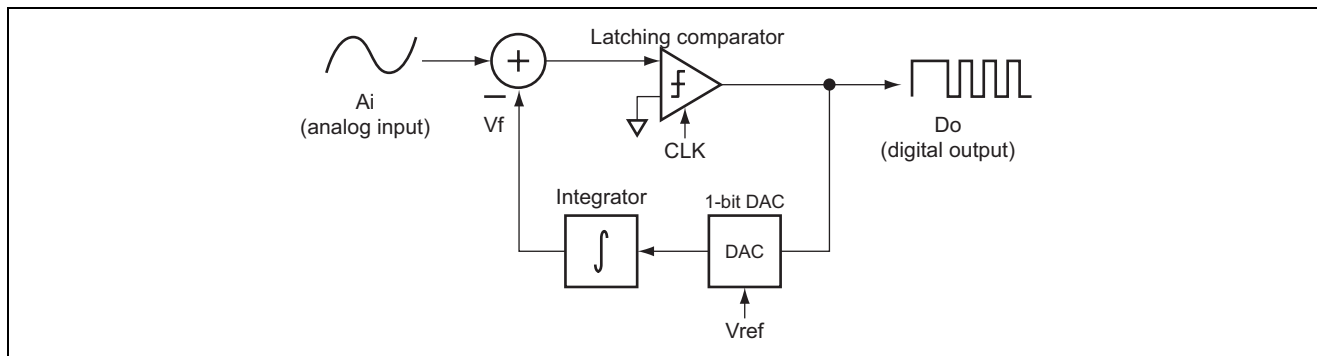 Latching comparator
+
Ai
(analog input)
Vf
CLK
Do
(digital output)
Integrator
1-bit DAC
∫
DAC
Vref